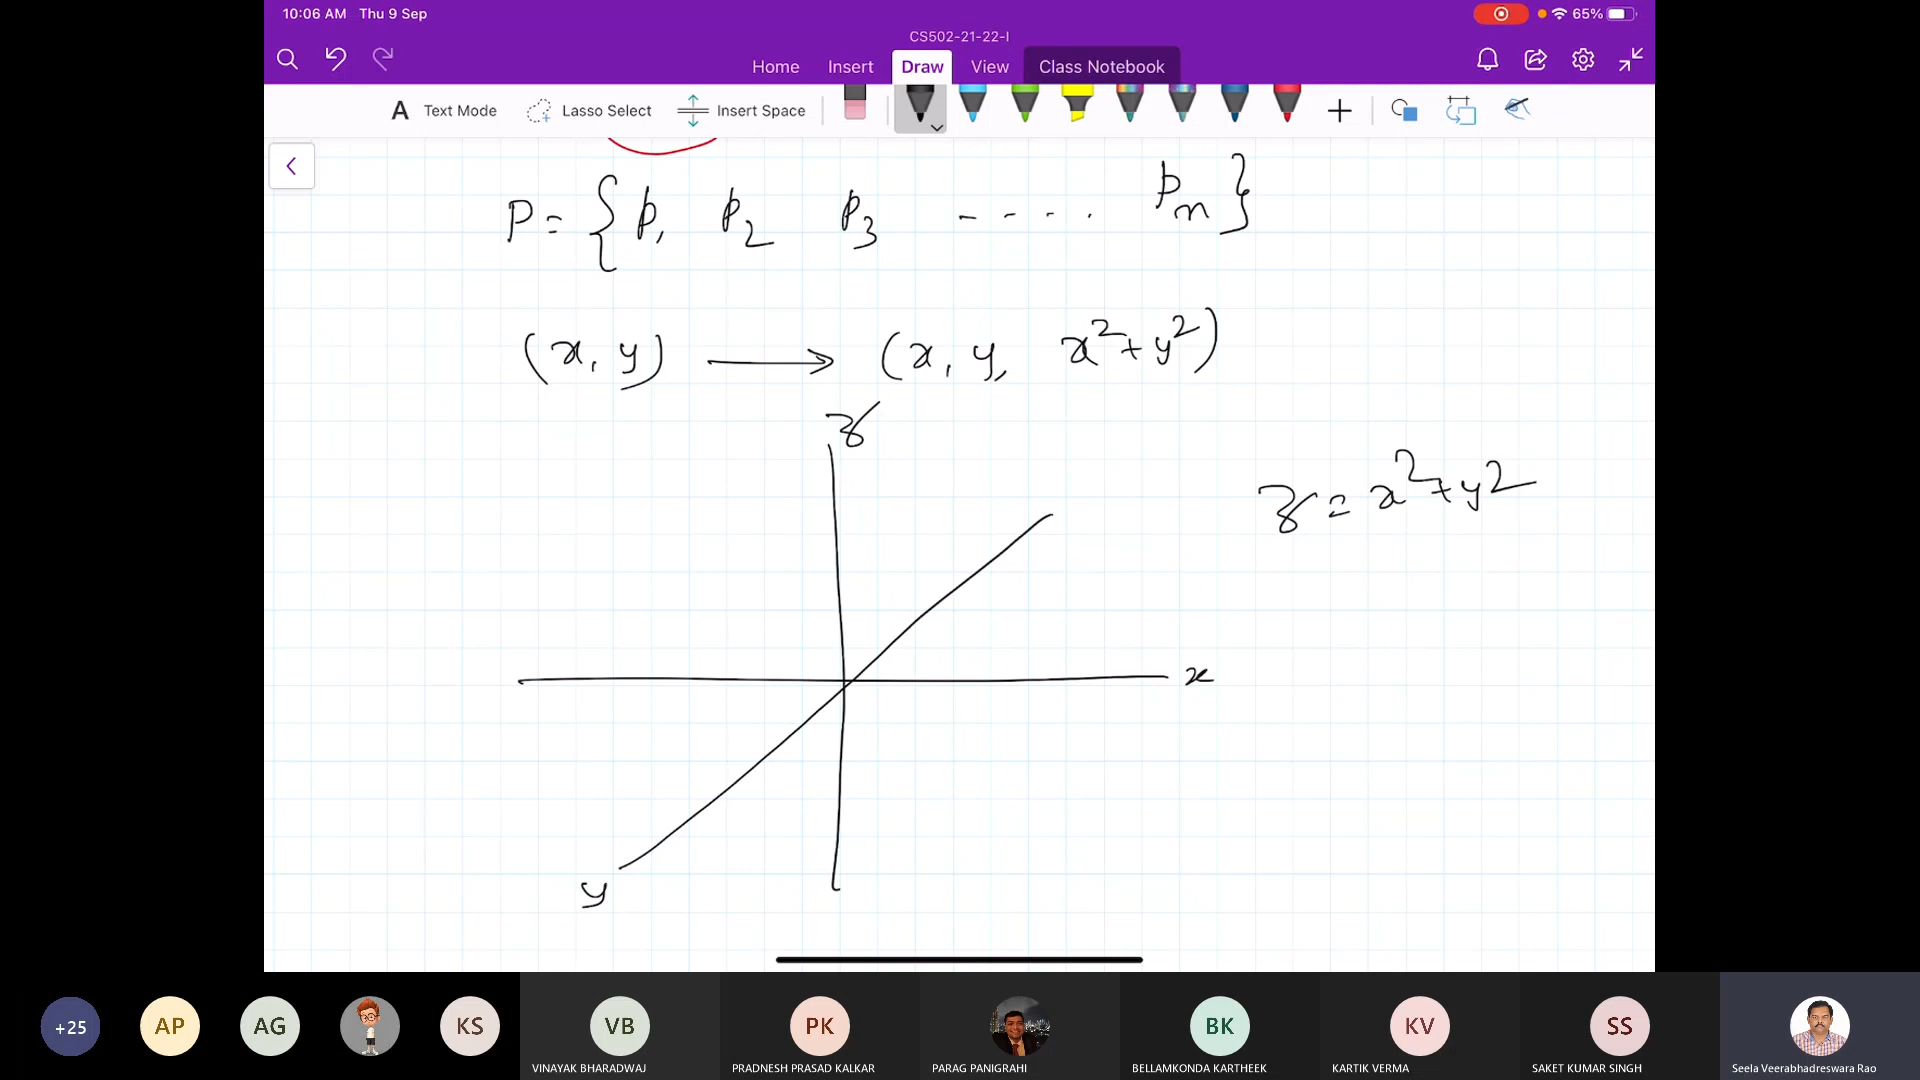 10:06 AM Thu 9 Sep
65%
CS502-21-22-I
Home Insert Draw View Class Notebook
A Text Mode Lasso Select Insert Space
P = { p1 p2 p3 - - - - . . pn }
(x, y) ⟶ (x, y, x²+y²)
z
z = x²+y²
x
y
+25 AP AG KS VB PK BK KV SS
VINAYAK BHARADWAJ PRADNESH PRASAD KALKAR PARAG PANIGRAHI BELLAMKONDA KARTHEEK KARTIK VERMA SAKET KUMAR SINGH Seela Veerabhadreswara Rao